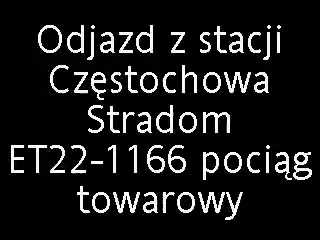 Odjazd z stacji
Częstochowa
Stradom
ET22-1166 pociąg
towarowy